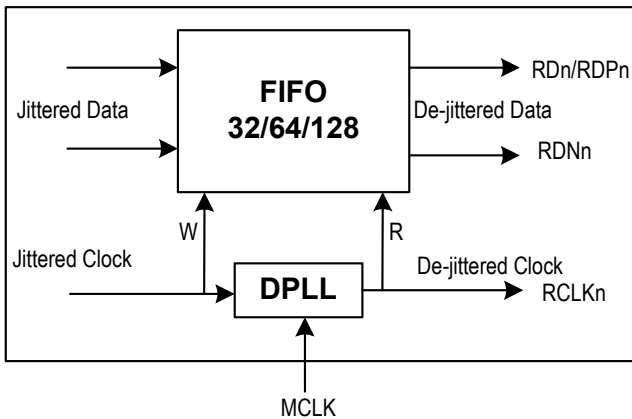 FIFO
32/64/128
Jittered Data
De-jittered Data
RDn/RDPn
RDNn
W
R
Jittered Clock
DPLL
De-jittered Clock
RCLKn
MCLK